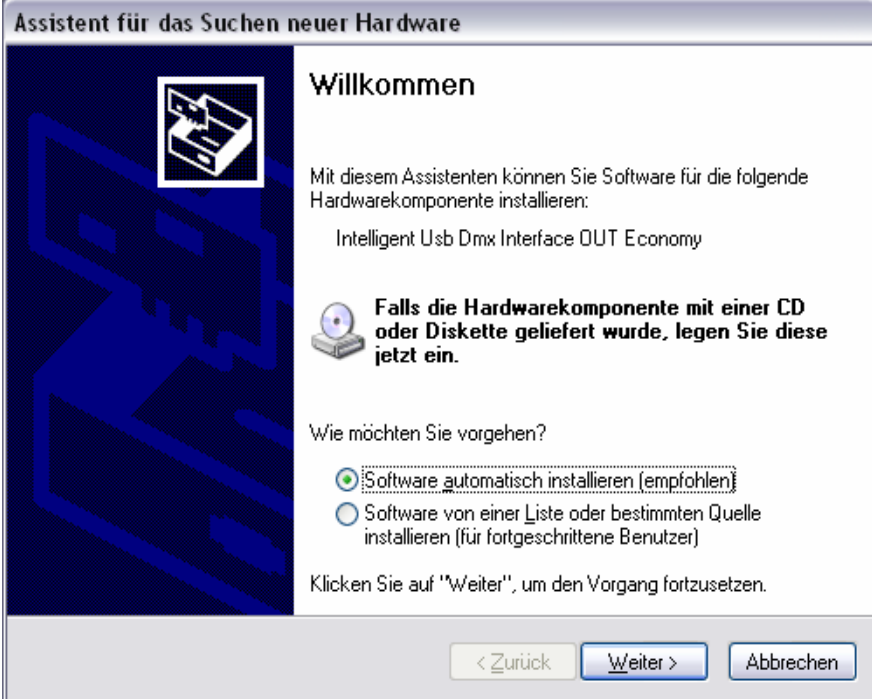 Assistent für das Suchen neuer Hardware
Willkommen
Mit diesem Assistenten können Sie Software für die folgende
Hardwarekomponente installieren:
Intelligent Usb Dmx Interface OUT Economy
Falls die Hardwarekomponente mit einer CD
oder Diskette geliefert wurde, legen Sie diese
jetzt ein.
Wie möchten Sie vorgehen?
Software automatisch installieren (empfohlen)
Software von einer Liste oder bestimmten Quelle
installieren (für fortgeschrittene Benutzer)
Klicken Sie auf "Weiter", um den Vorgang fortzusetzen.
< Zurück Weiter > Abbrechen